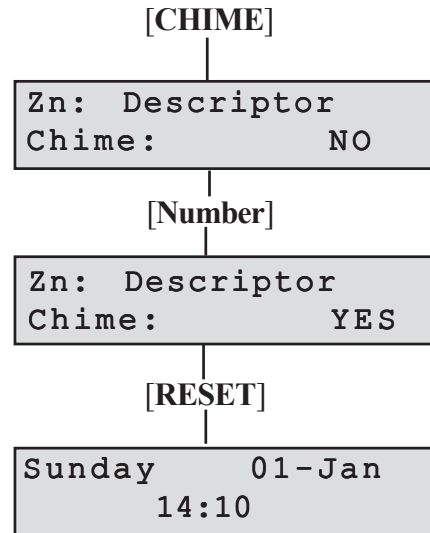 [CHIME]
Zn: Descriptor
Chime: NO
[Number]
Zn: Descriptor
Chime: YES
[RESET]
Sunday 01-Jan
14:10